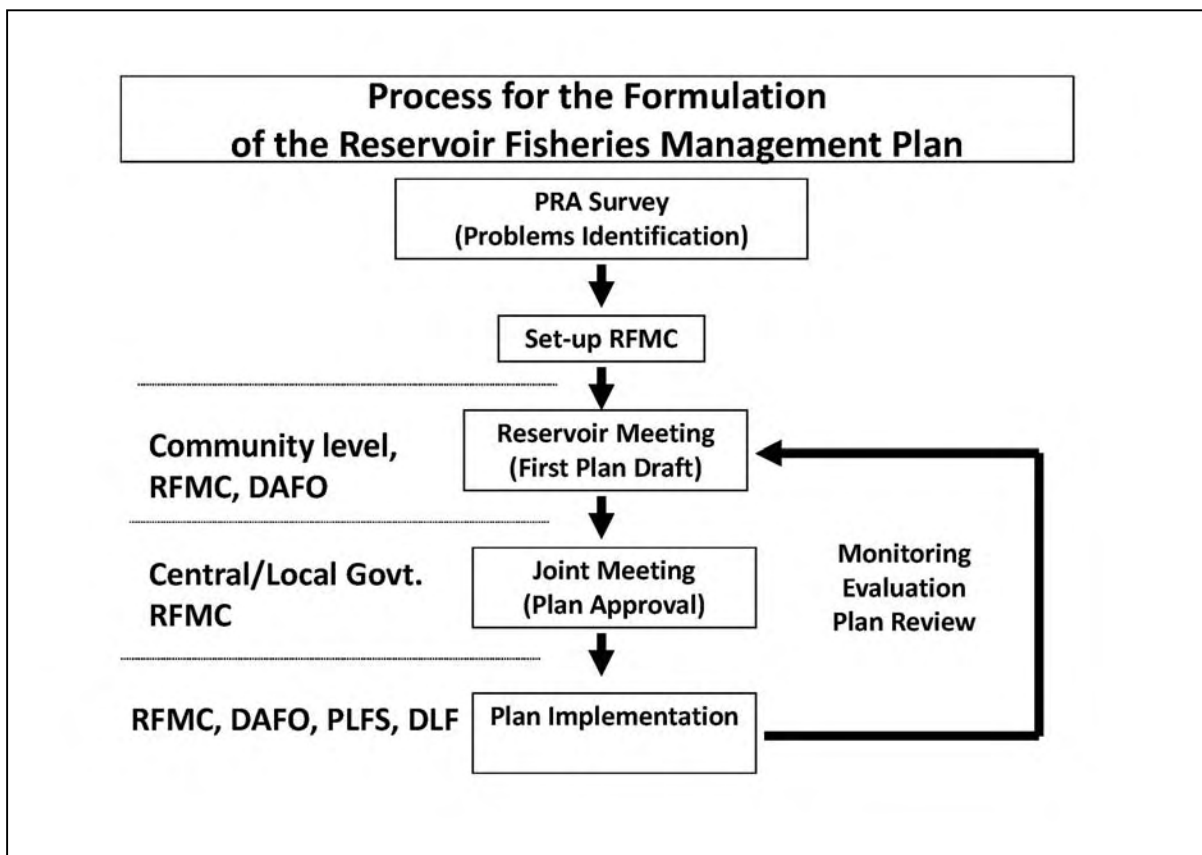 Process for the Formulation
of the Reservoir Fisheries Management Plan
PRA Survey
(Problems Identification)
Set-up RFMC
Community level,
RFMC, DAFO
Reservoir Meeting
(First Plan Draft)
Central/Local Govt.
RFMC
Joint Meeting
(Plan Approval)
Monitoring
Evaluation
Plan Review
RFMC, DAFO, PLFS, DLF
Plan Implementation